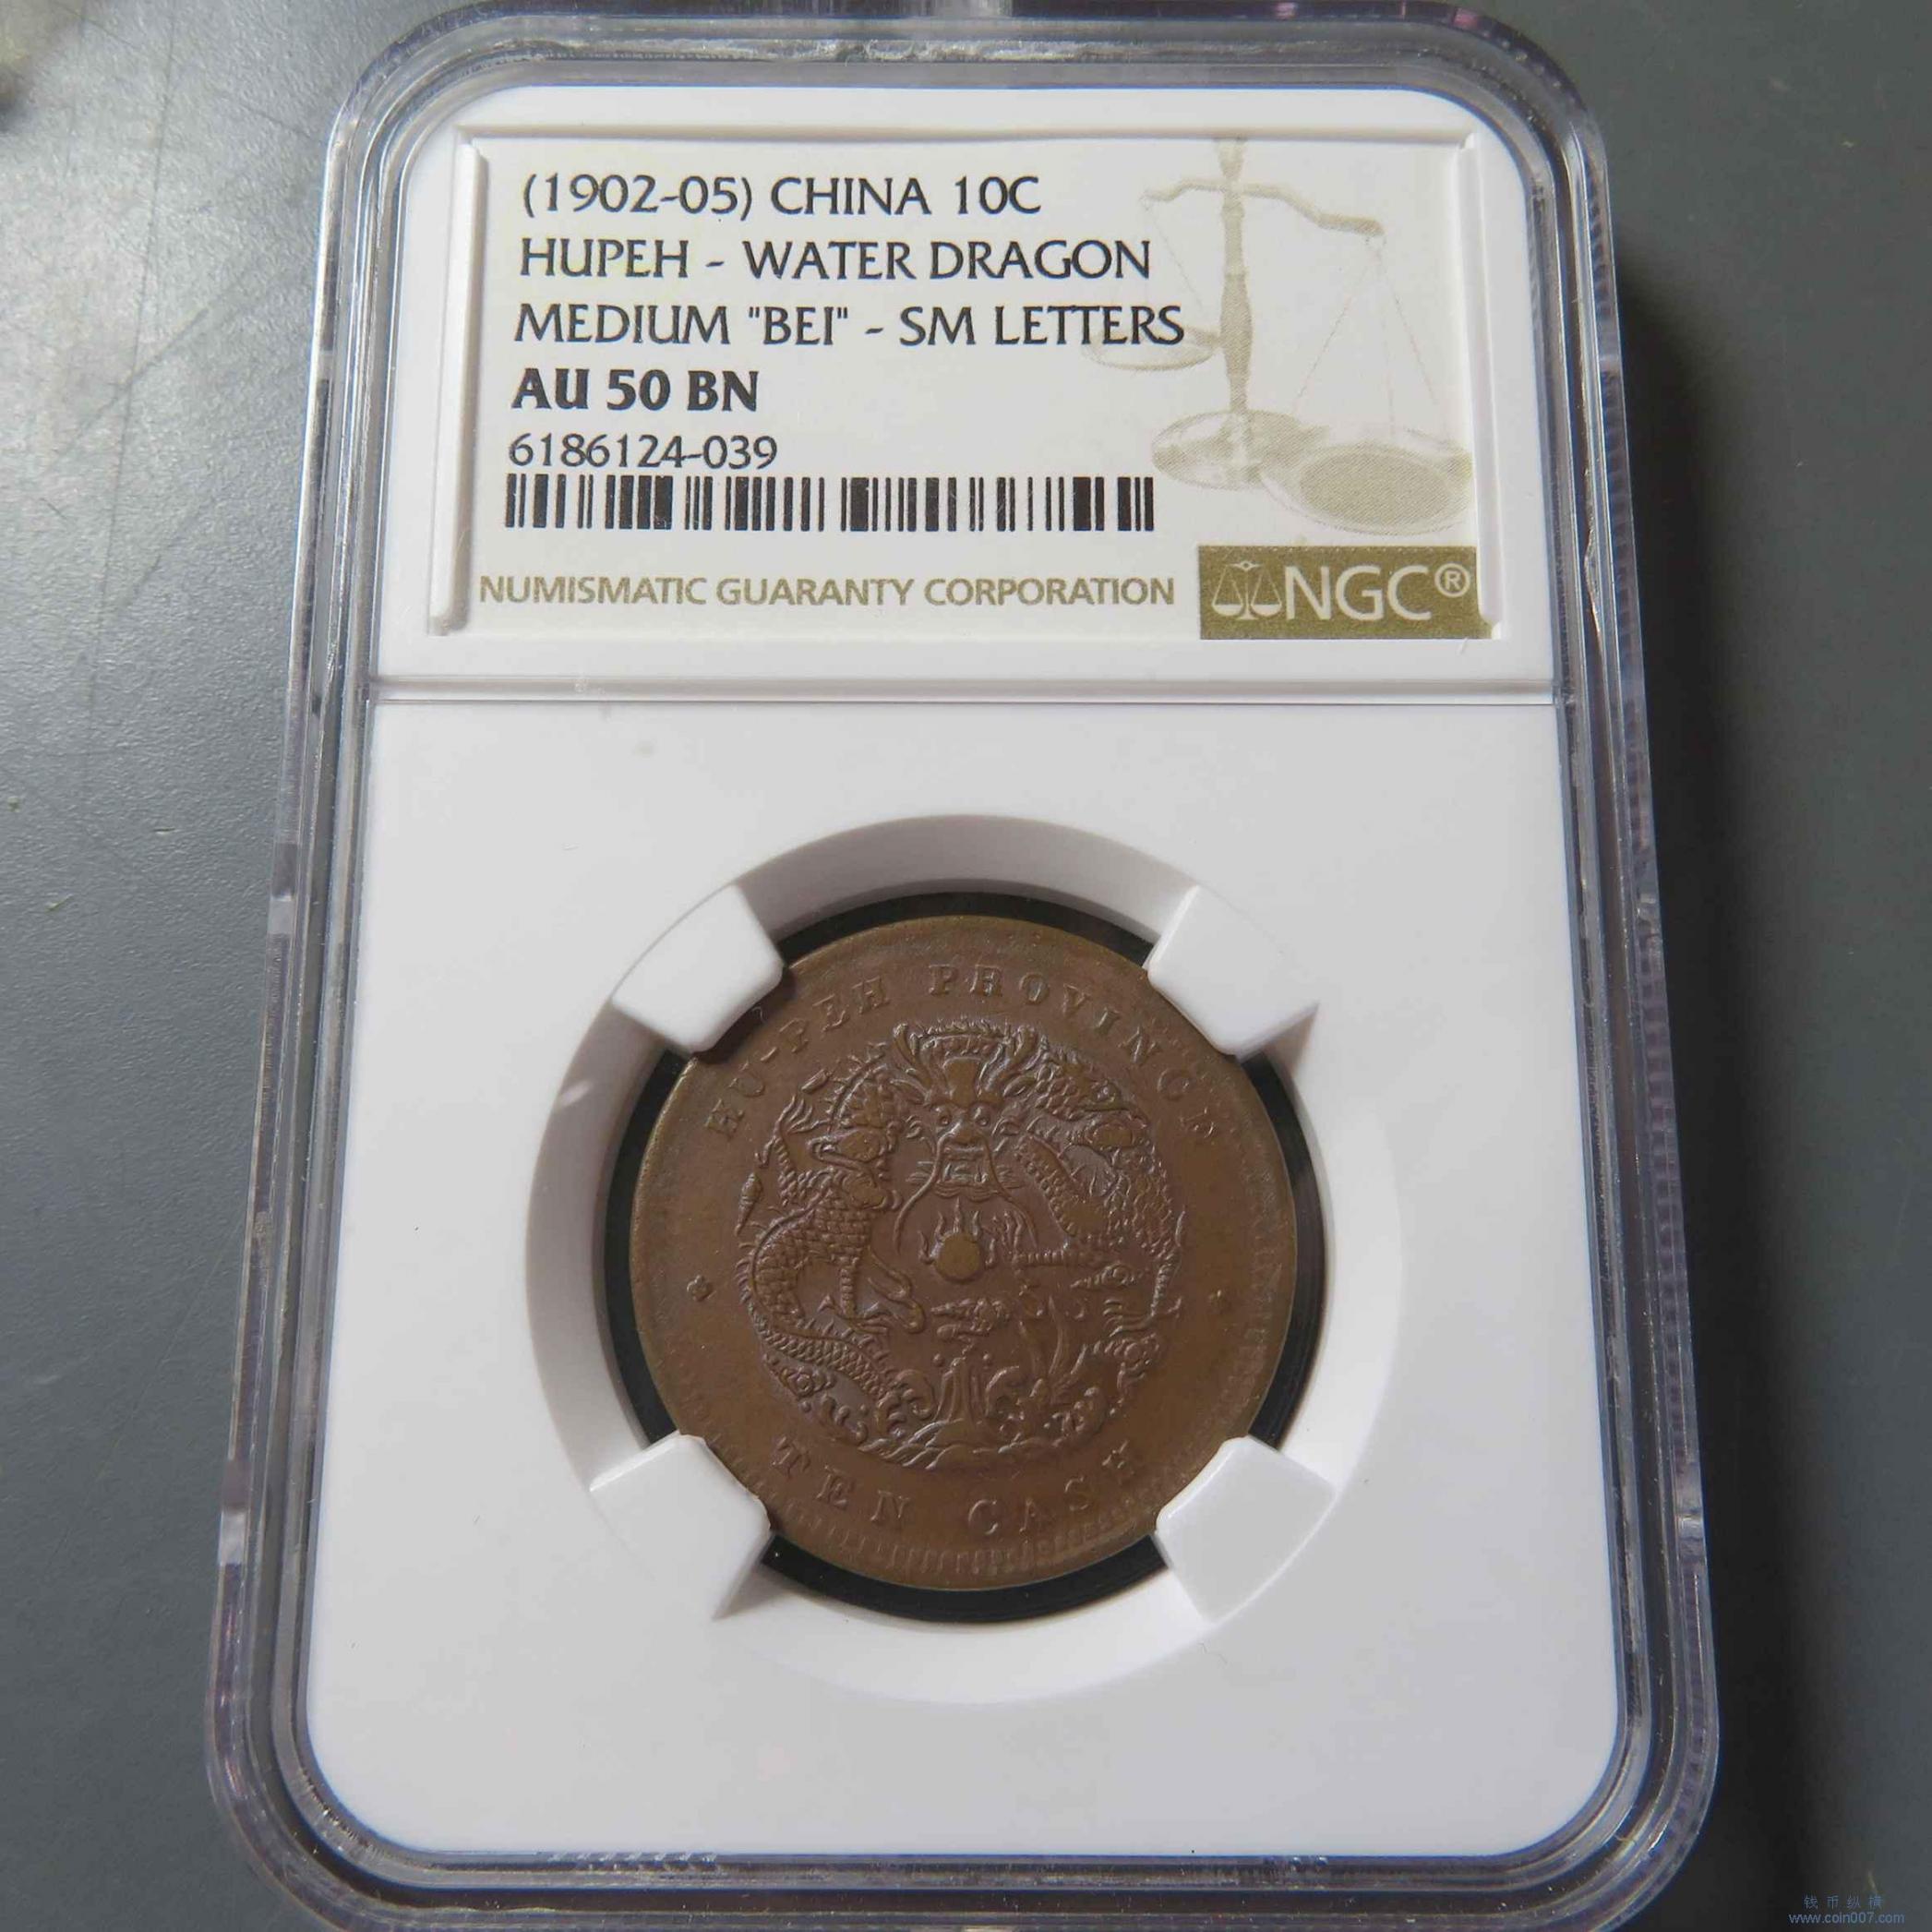 (1902-05) CHINA 10C
HUPEH - WATER DRAGON
MEDIUM "BEI" - SM LETTERS
AU 50 BN
6186124-039
NUMISMATIC GUARANTY CORPORATION
NGC®
HU-PEH PROVINCE
TEN CASH
钱币纵横
www.coin007.com